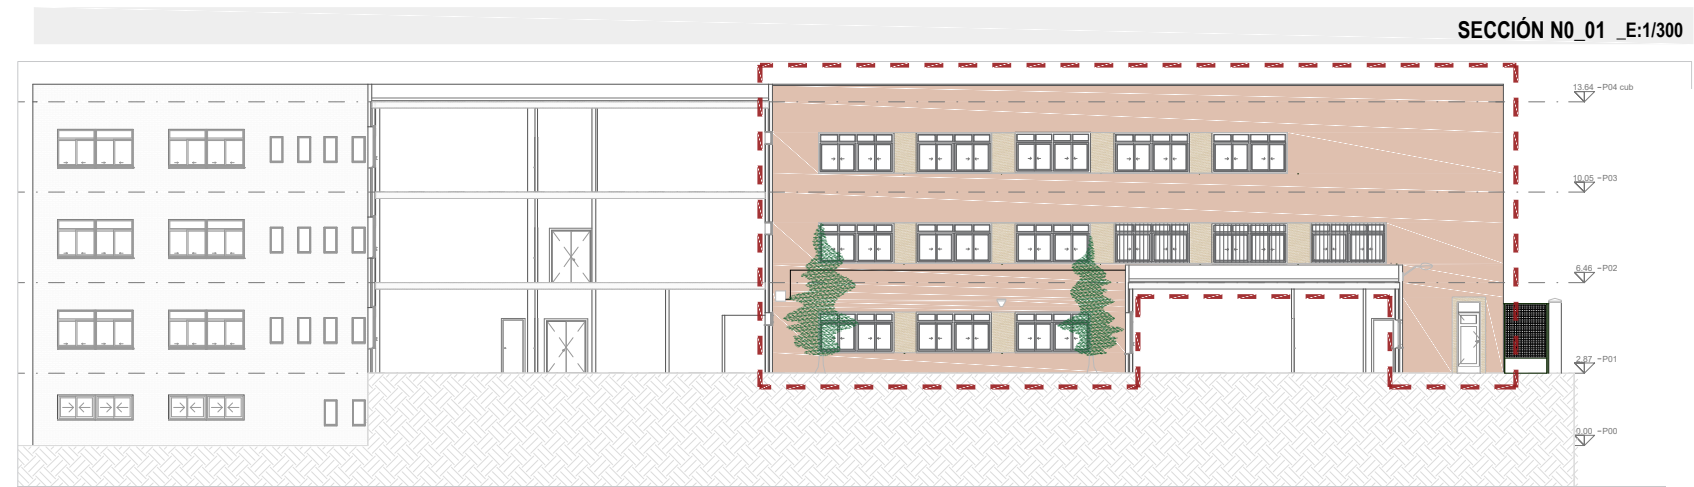 SECCIÓN N0_01 _E:1/300
13.64 -P04 cub
10.05 -P03
6.46 -P02
2.87 -P01
0.00 -P00